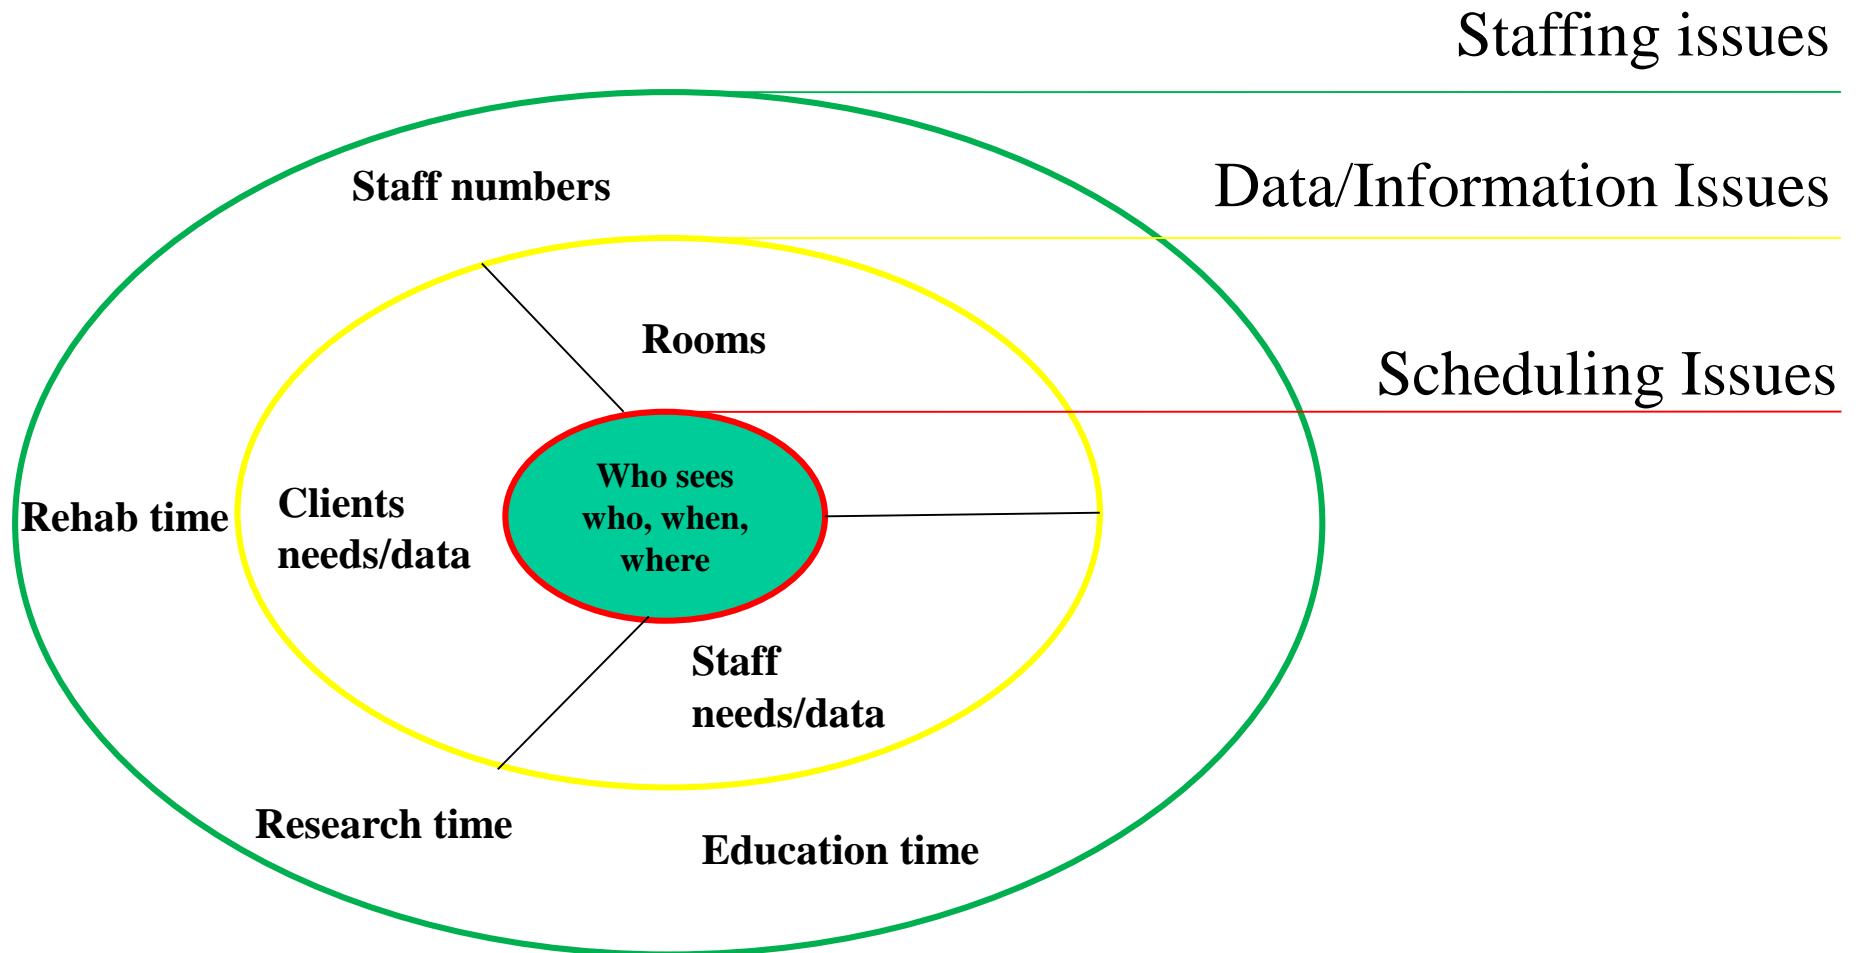 Staffing issues
Data/Information Issues
Staff numbers
Rooms
Scheduling Issues
Who sees
who, when,
where
Rehab time
Clients
needs/data
Staff
needs/data
Research time
Education time